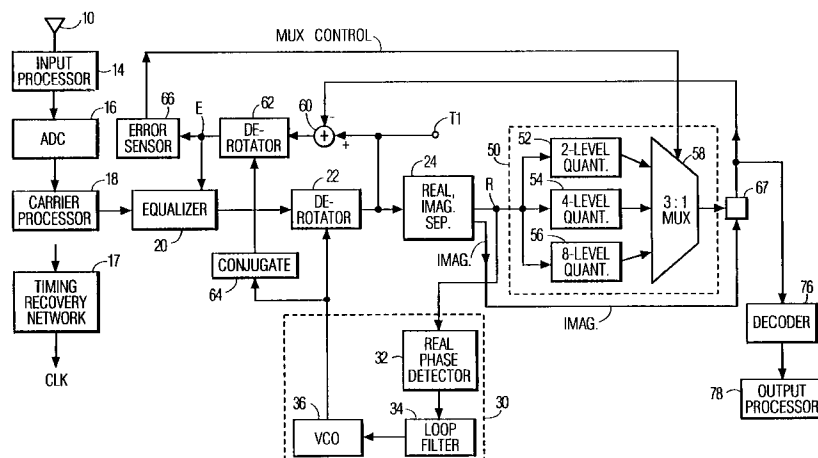 10
INPUT
PROCESSOR
14
16
ADC
18
CARRIER
PROCESSOR
17
TIMING
RECOVERY
NETWORK
CLK
MUX CONTROL
66
ERROR
SENSOR
E
62
DE-
ROTATOR
60
-
+
+
T1
EQUALIZER
20
22
DE-
ROTATOR
24
REAL,
IMAG.
SEP.
R
IMAG.
CONJUGATE
64
50
52
2-LEVEL
QUANT.
54
4-LEVEL
QUANT.
56
8-LEVEL
QUANT.
58
3:1
MUX
67
IMAG.
76
DECODER
78
OUTPUT
PROCESSOR
32
REAL
PHASE
DETECTOR
30
36
VCO
34
LOOP
FILTER